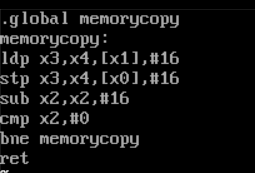 .global memorycopy
memorycopy:
ldp x3,x4,[x1],#16
stp x3,x4,[x0],#16
sub x2,x2,#16
cmp x2,#0
bne memorycopy
ret